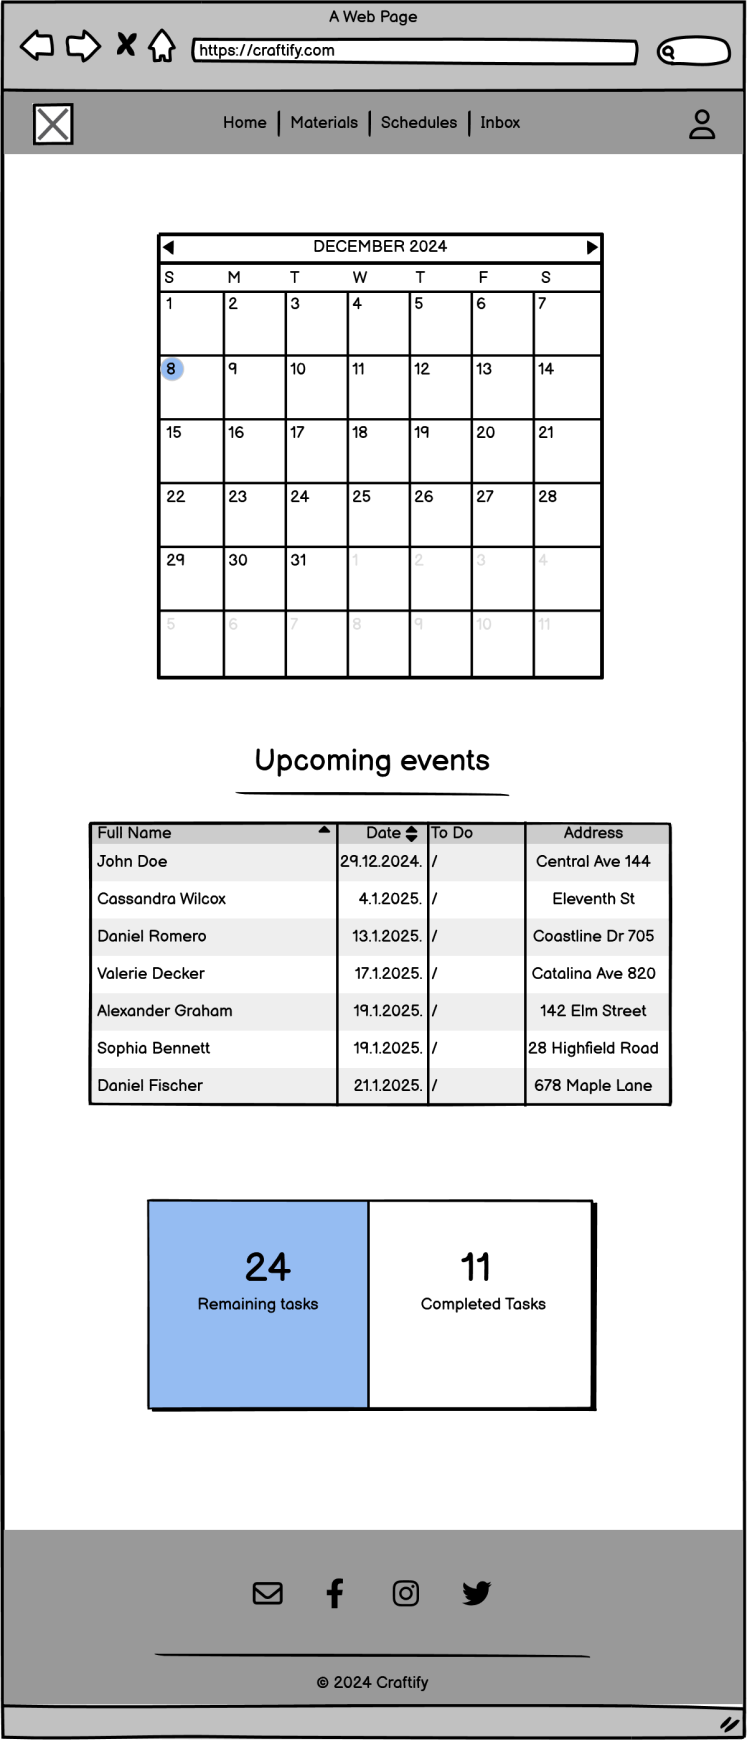 A Web Page
https://craftify.com
Home Materials Schedules Inbox
DECEMBER 2024
S M T W T F S
1 2 3 4 5 6 7
8 9 10 11 12 13 14
15 16 17 18 19 20 21
22 23 24 25 26 27 28
29 30 31 1 2 3 4
5 6 7 8 9 10 11
Upcoming events
Full Name Date To Do Address
John Doe 29.12.2024. / Central Ave 144
Cassandra Wilcox 4.1.2025. / Eleventh St
Daniel Romero 13.1.2025. / Coastline Dr 705
Valerie Decker 17.1.2025. / Catalina Ave 820
Alexander Graham 19.1.2025. / 142 Elm Street
Sophia Bennett 19.1.2025. / 28 Highfield Road
Daniel Fischer 21.1.2025. / 678 Maple Lane
24 11
Remaining tasks Completed Tasks
© 2024 Craftify